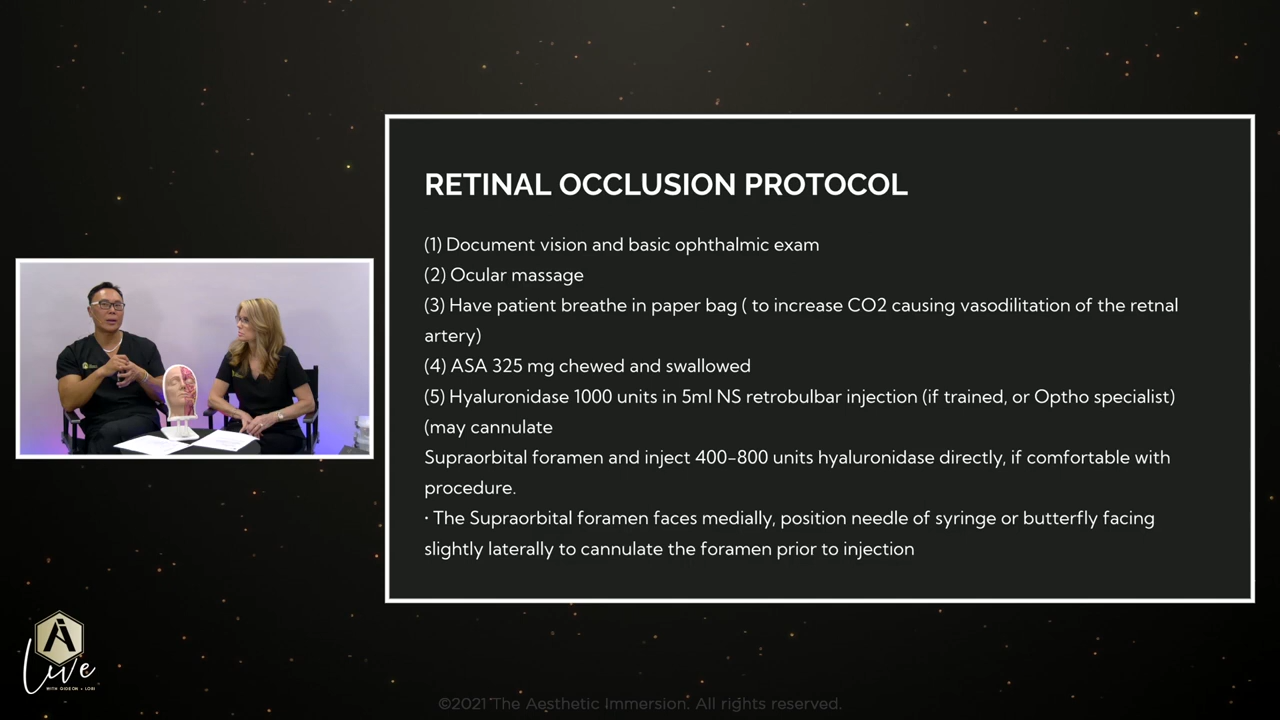 RETINAL OCCLUSION PROTOCOL
(1) Document vision and basic ophthalmic exam
(2) Ocular massage
(3) Have patient breathe in paper bag ( to increase CO2 causing vasodilitation of the retnal
artery)
(4) ASA 325 mg chewed and swallowed
(5) Hyaluronidase 1000 units in 5ml NS retrobulbar injection (if trained, or Optho specialist)
(may cannulate
Supraorbital foramen and inject 400-800 units hyaluronidase directly, if comfortable with
procedure.
• The Supraorbital foramen faces medially, position needle of syringe or butterfly facing
slightly laterally to cannulate the foramen prior to injection
Ai
Live
WITH GIDEON + LORI
©2021 The Aesthetic Immersion. All rights reserved.